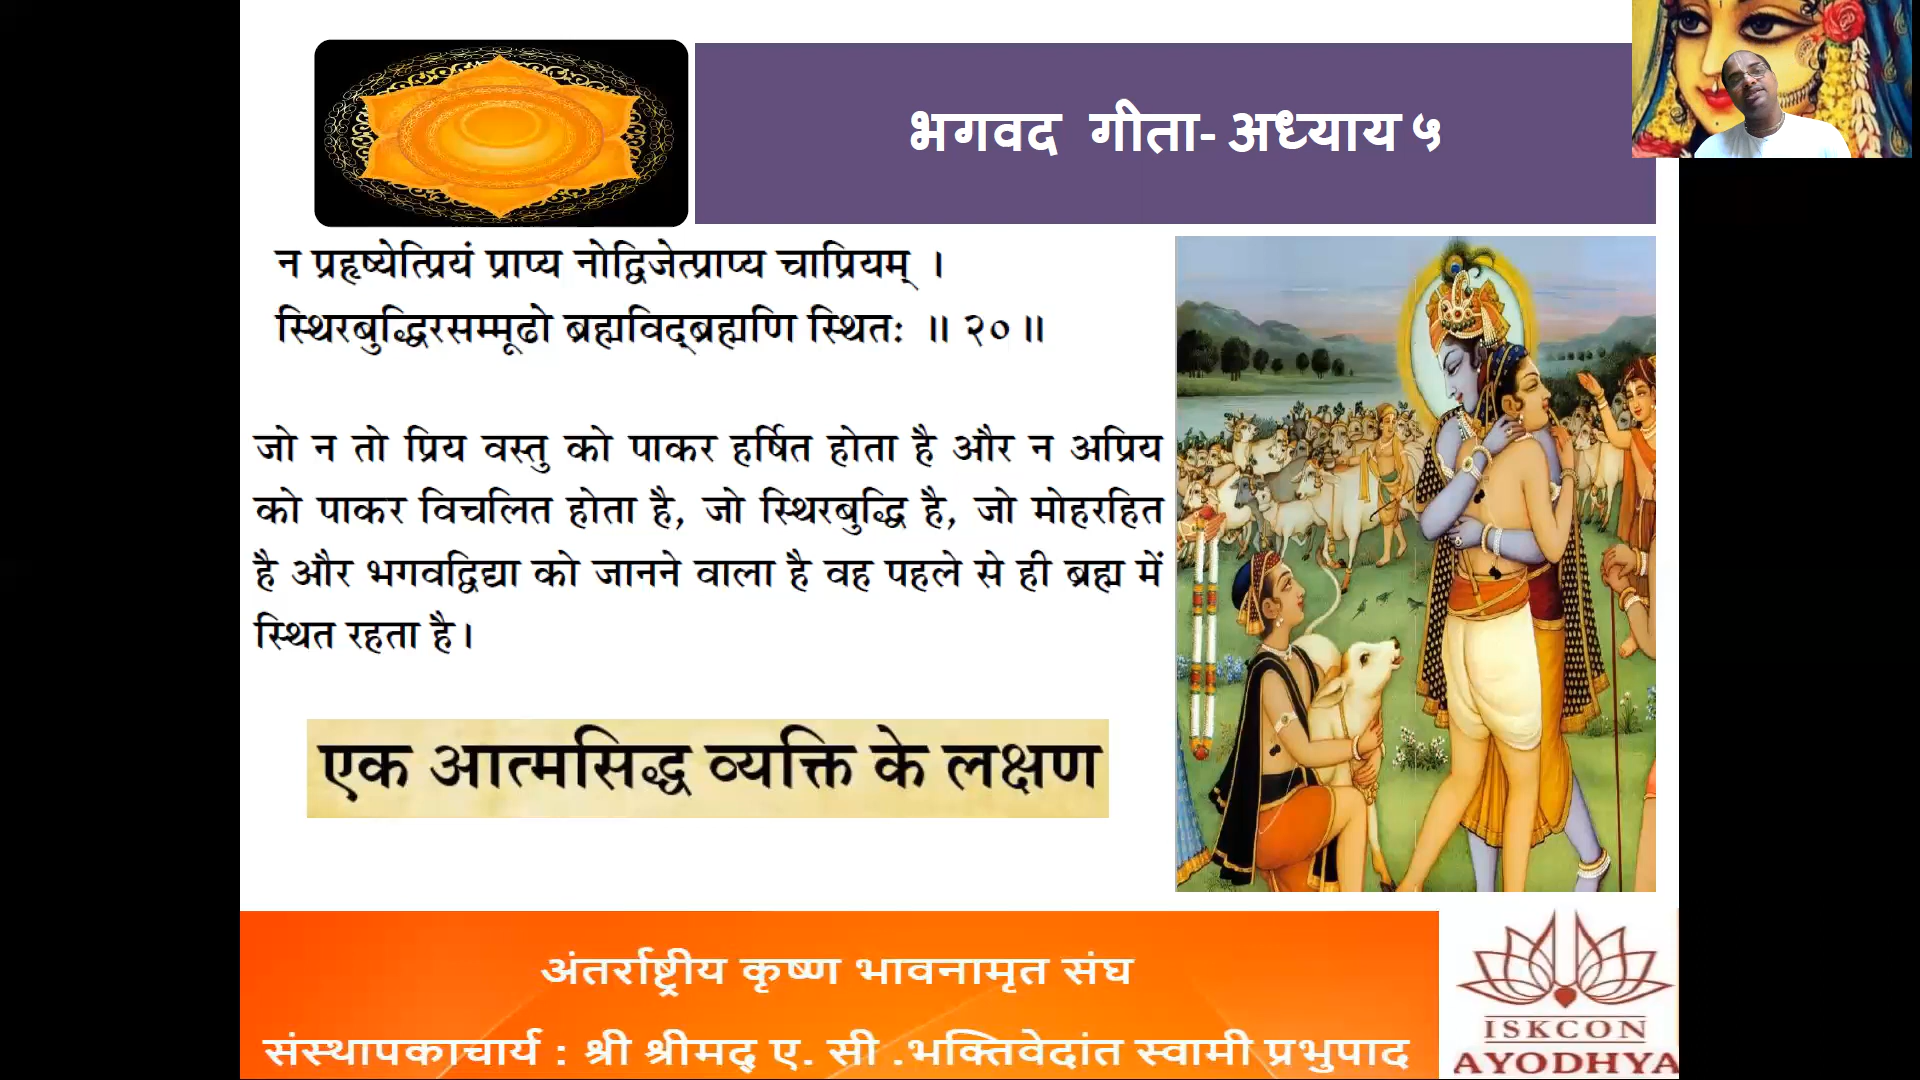 भगवद गीता- अध्याय ५
न प्रहृष्येत्प्रियं प्राप्य नोद्विजेत्प्राप्य चाप्रियम् ।
स्थिरबुद्धिरसम्मूढो ब्रह्मविद्ब्रह्मणि स्थितः ॥ २० ॥
जो न तो प्रिय वस्तु को पाकर हर्षित होता है और न अप्रिय
को पाकर विचलित होता है, जो स्थिरबुद्धि है, जो मोहरहित
है और भगवद्विद्या को जानने वाला है वह पहले से ही ब्रह्म में
स्थित रहता है।
एक आत्मसिद्ध व्यक्ति के लक्षण
अंतर्राष्ट्रीय कृष्ण भावनामृत संघ
संस्थापकाचार्य : श्री श्रीमद् ए. सी .भक्तिवेदांत स्वामी प्रभुपाद
ISKCON
AYODHYA